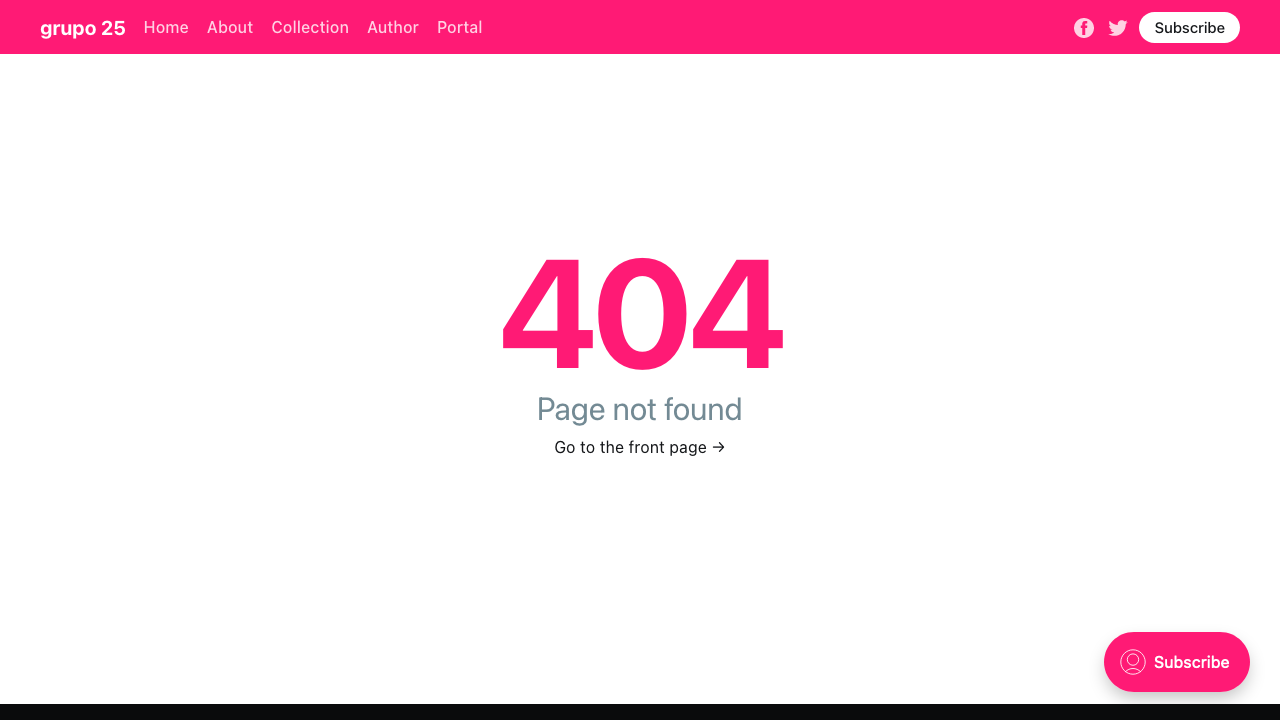 grupo 25 Home About Collection Author Portal Subscribe
404
Page not found
Go to the front page →
Subscribe